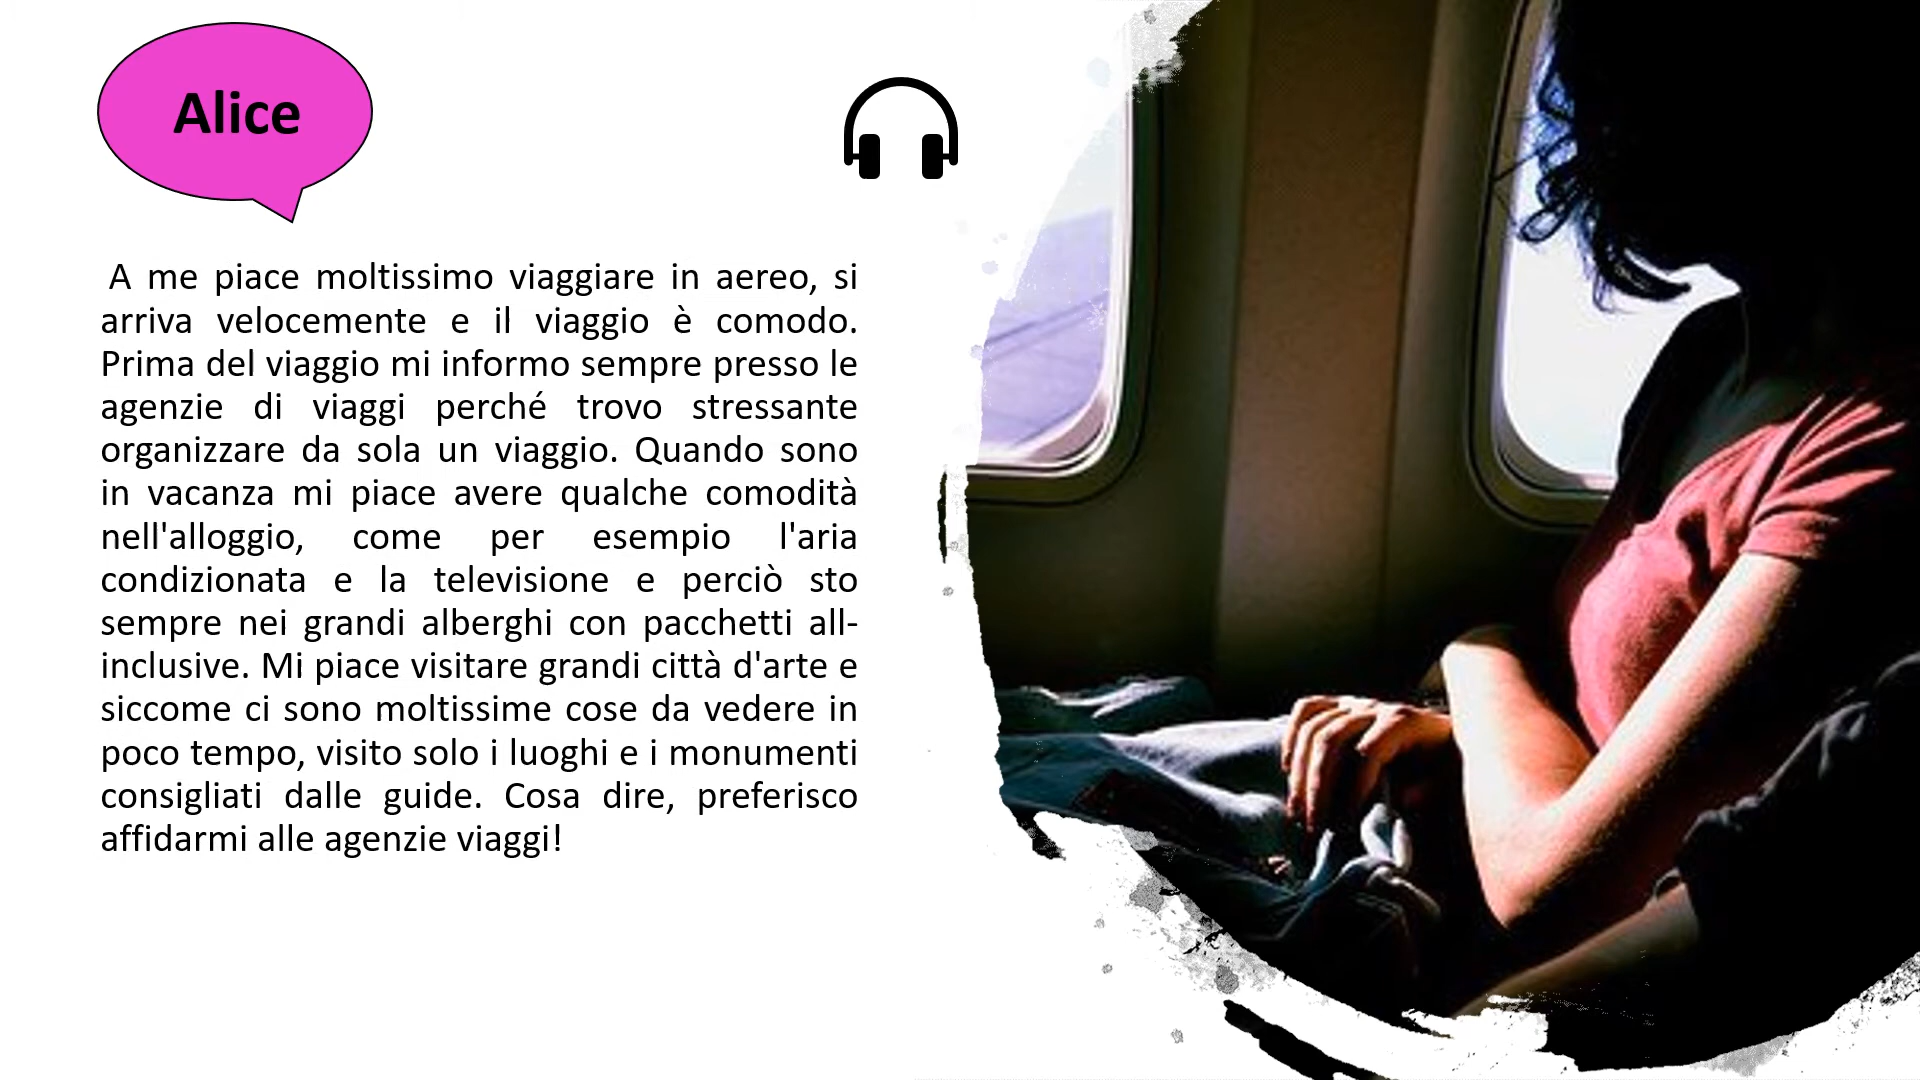 Alice
A me piace moltissimo viaggiare in aereo, si
arriva velocemente e il viaggio è comodo.
Prima del viaggio mi informo sempre presso le
agenzie di viaggi perché trovo stressante
organizzare da sola un viaggio. Quando sono
in vacanza mi piace avere qualche comodità
nell'alloggio, come per esempio l'aria
condizionata e la televisione e perciò sto
sempre nei grandi alberghi con pacchetti all-
inclusive. Mi piace visitare grandi città d'arte e
siccome ci sono moltissime cose da vedere in
poco tempo, visito solo i luoghi e i monumenti
consigliati dalle guide. Cosa dire, preferisco
affidarmi alle agenzie viaggi!